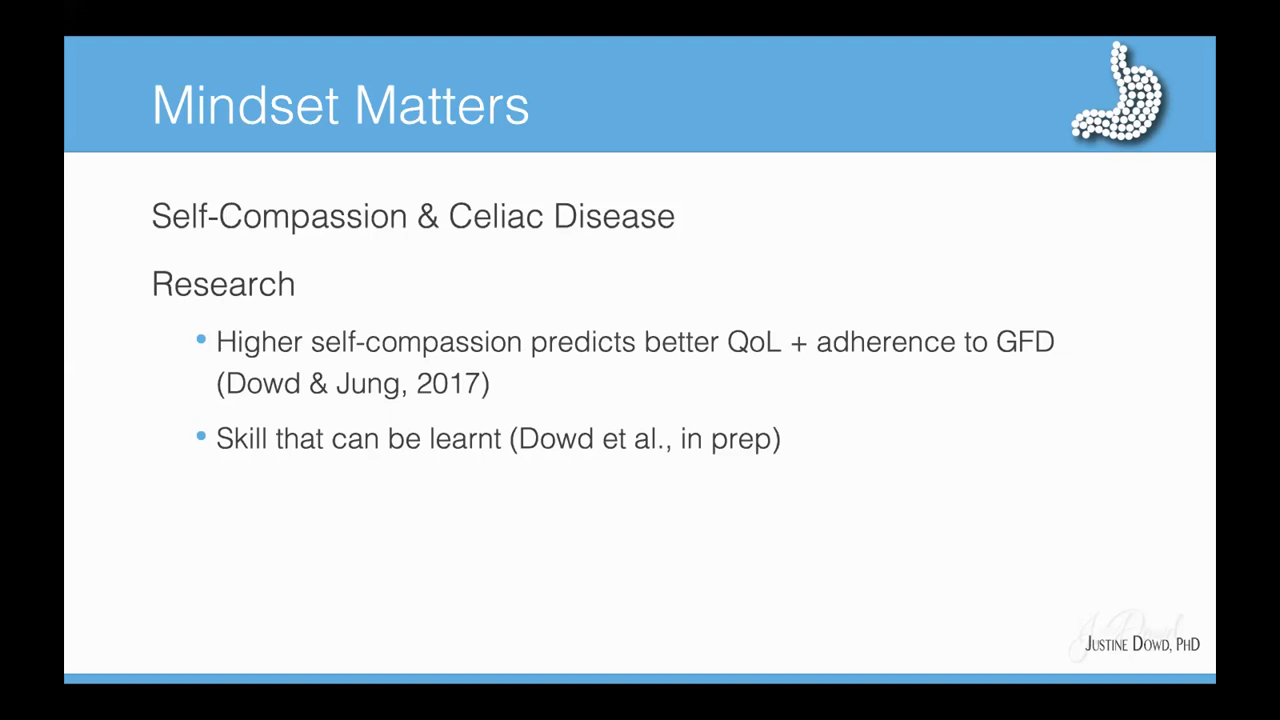 Mindset Matters
Self-Compassion & Celiac Disease
Research
• Higher self-compassion predicts better QoL + adherence to GFD
(Dowd & Jung, 2017)
• Skill that can be learnt (Dowd et al., in prep)
J Dowd
JUSTINE DOWD, PHD